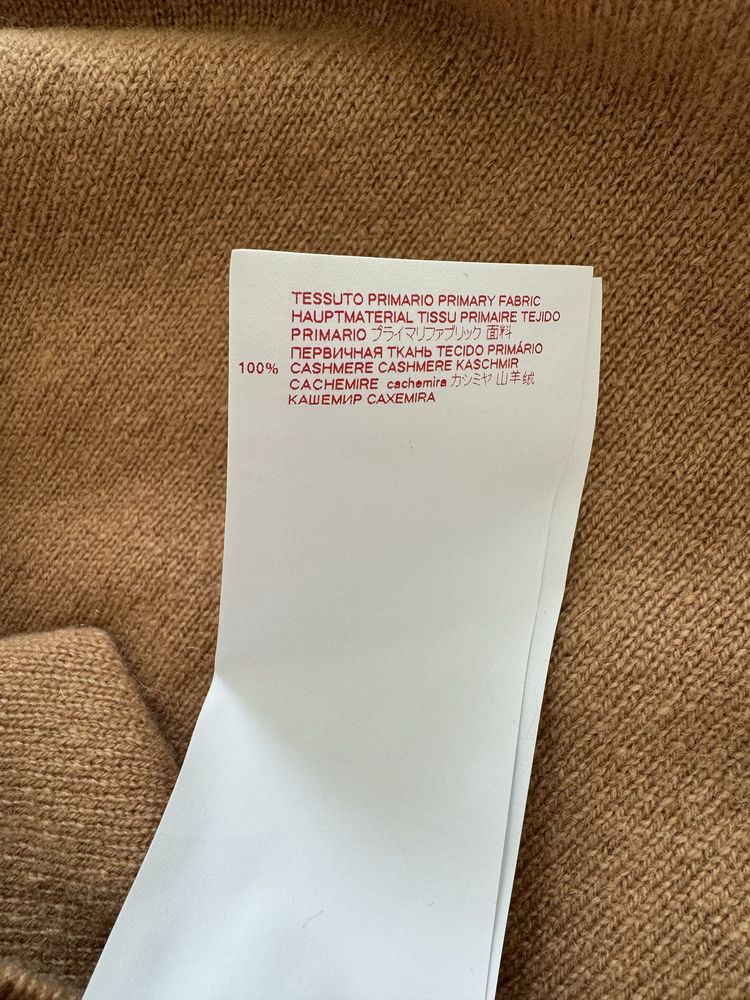 TESSUTO PRIMARIO PRIMARY FABRIC
HAUPTMATERIAL TISSU PRIMAIRE TEJIDO
PRIMARIO プライマリファブリック 面料
ПЕРВИЧНАЯ ТКАНЬ TECIDO PRIMÁRIO
100% CASHMERE CASHMERE KASCHMIR
CACHEMIRE cachemira カシミヤ 山羊绒
КАШЕМИР CAXEMIRA